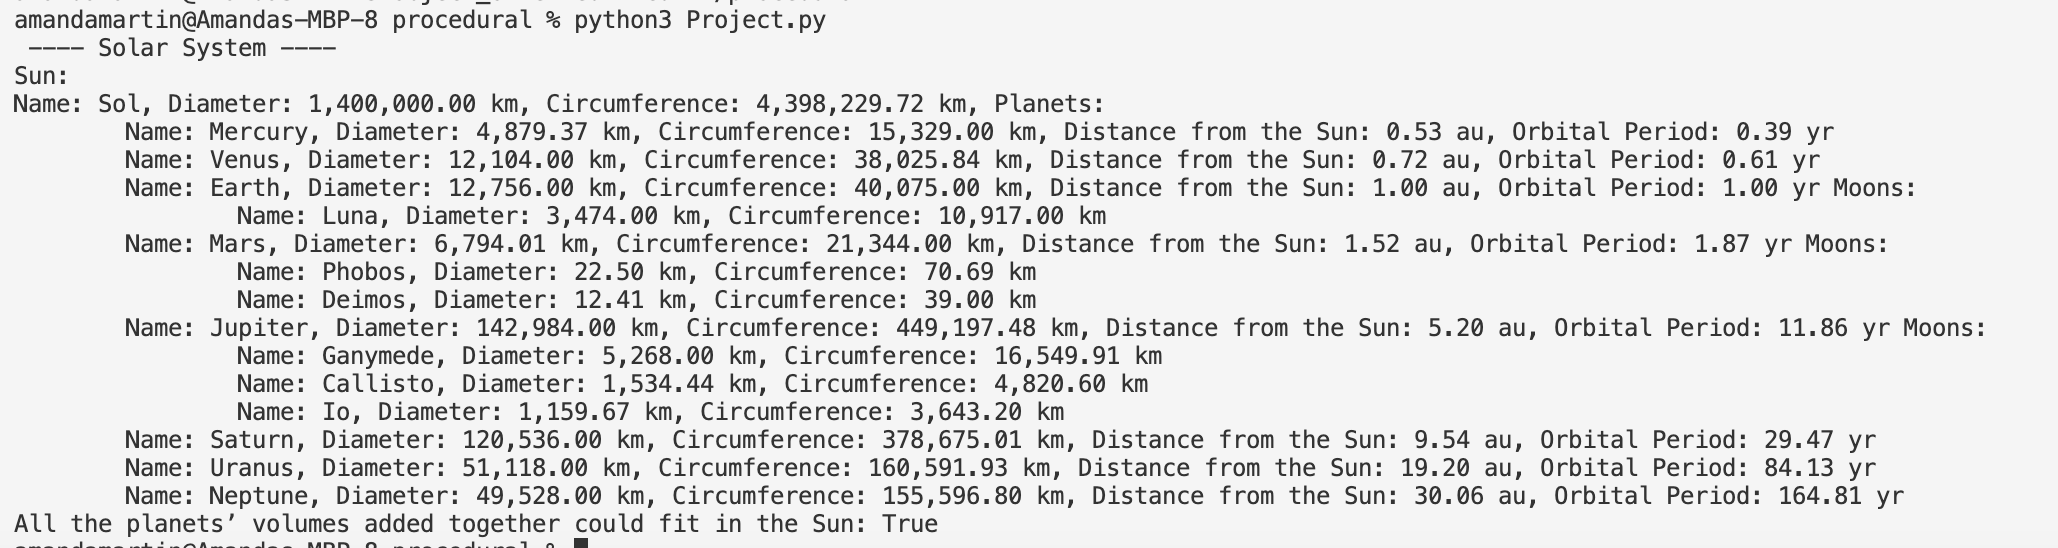 amandamartin@Amandas-MBP-8 procedural % python3 Project.py
---- Solar System ----
Sun:
Name: Sol, Diameter: 1,400,000.00 km, Circumference: 4,398,229.72 km, Planets:
Name: Mercury, Diameter: 4,879.37 km, Circumference: 15,329.00 km, Distance from the Sun: 0.53 au, Orbital Period: 0.39 yr
Name: Venus, Diameter: 12,104.00 km, Circumference: 38,025.84 km, Distance from the Sun: 0.72 au, Orbital Period: 0.61 yr
Name: Earth, Diameter: 12,756.00 km, Circumference: 40,075.00 km, Distance from the Sun: 1.00 au, Orbital Period: 1.00 yr Moons:
Name: Luna, Diameter: 3,474.00 km, Circumference: 10,917.00 km
Name: Mars, Diameter: 6,794.01 km, Circumference: 21,344.00 km, Distance from the Sun: 1.52 au, Orbital Period: 1.87 yr Moons:
Name: Phobos, Diameter: 22.50 km, Circumference: 70.69 km
Name: Deimos, Diameter: 12.41 km, Circumference: 39.00 km
Name: Jupiter, Diameter: 142,984.00 km, Circumference: 449,197.48 km, Distance from the Sun: 5.20 au, Orbital Period: 11.86 yr Moons:
Name: Ganymede, Diameter: 5,268.00 km, Circumference: 16,549.91 km
Name: Callisto, Diameter: 1,534.44 km, Circumference: 4,820.60 km
Name: Io, Diameter: 1,159.67 km, Circumference: 3,643.20 km
Name: Saturn, Diameter: 120,536.00 km, Circumference: 378,675.01 km, Distance from the Sun: 9.54 au, Orbital Period: 29.47 yr
Name: Uranus, Diameter: 51,118.00 km, Circumference: 160,591.93 km, Distance from the Sun: 19.20 au, Orbital Period: 84.13 yr
Name: Neptune, Diameter: 49,528.00 km, Circumference: 155,596.80 km, Distance from the Sun: 30.06 au, Orbital Period: 164.81 yr
All the planets’ volumes added together could fit in the Sun: True
amandamartin@Amandas-MBP-8 procedural %